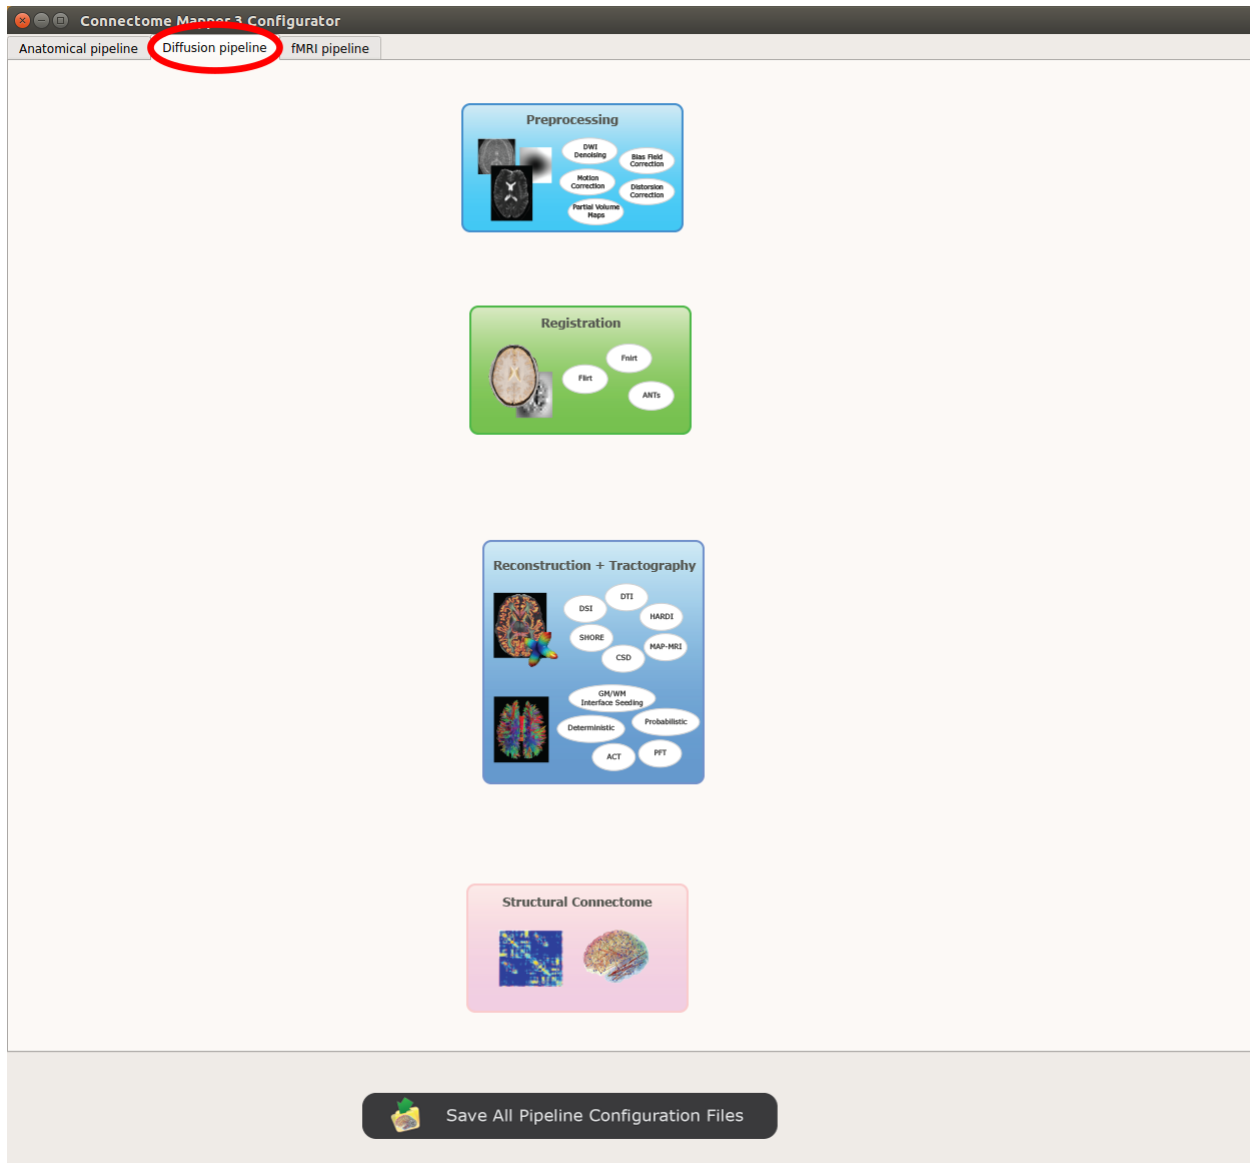 Connectome Mapper 3 Configurator
Anatomical pipeline
Diffusion pipeline
fMRI pipeline
Preprocessing
DWI
Denoising
Bias Field
Correction
Motion
Correction
Distorsion
Correction
Partial Volume
Maps
Registration
Fnirt
Flirt
ANTs
Reconstruction + Tractography
DTI
DSI
HARDI
SHORE
MAP-MRI
CSD
GM/WM
Interface Seeding
Probabilistic
Deterministic
PFT
ACT
Structural Connectome
Save All Pipeline Configuration Files